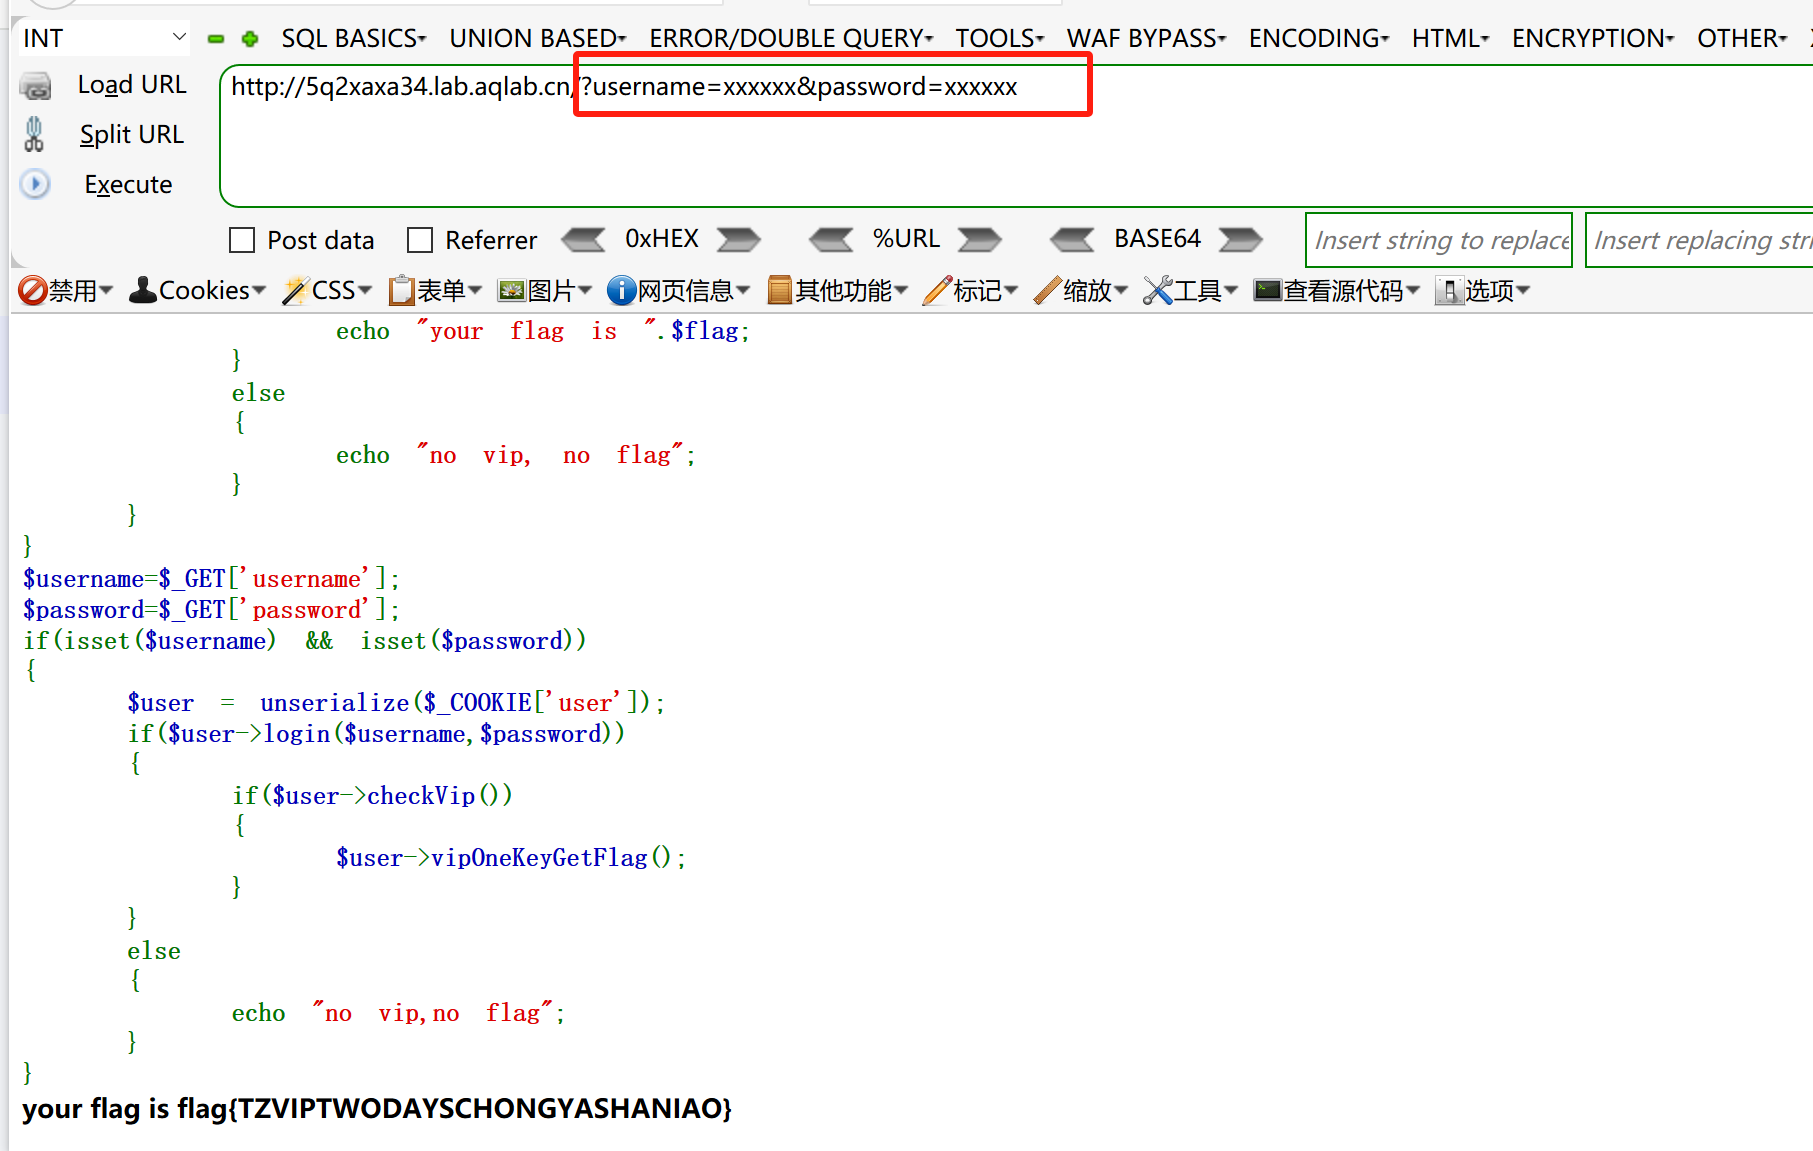 INT SQL BASICS UNION BASED ERROR/DOUBLE QUERY TOOLS WAF BYPASS ENCODING HTML ENCRYPTION OTHER
Load URL http://5q2xaxa34.lab.aqlab.cn/?username=xxxxxx&password=xxxxxx
Split URL
Execute
Post data Referrer 0xHEX %URL BASE64 Insert string to replace Insert replacing stri
禁用 Cookies CSS 表单 图片 网页信息 其他功能 标记 缩放 工具 查看源代码 选项
echo "your flag is ".$flag;
}
else
{
echo "no vip, no flag";
}
}
}
$username=$_GET['username'];
$password=$_GET['password'];
if(isset($username) && isset($password))
{
$user = unserialize($_COOKIE['user']);
if($user->login($username,$password))
{
if($user->checkVip())
{
$user->vipOneKeyGetFlag();
}
}
else
{
echo "no vip,no flag";
}
}
your flag is flag{TZVIPTWODAYSCHONGYASHANIAO}